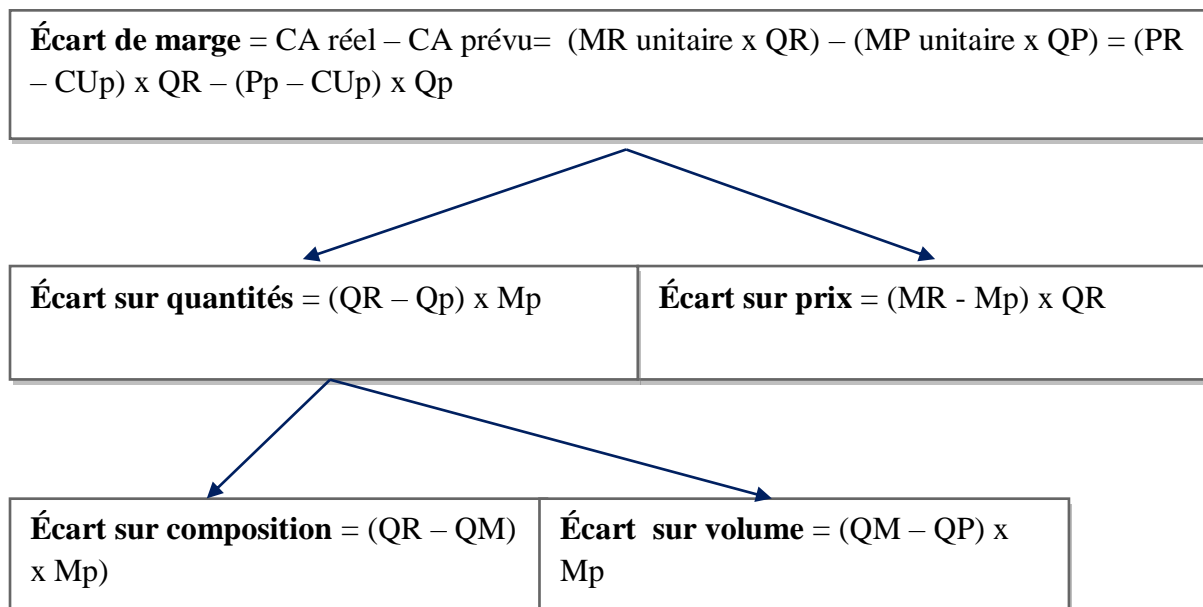 Écart de marge = CA réel – CA prévu= (MR unitaire x QR) – (MP unitaire x QP) = (PR
– CUp) x QR – (Pp – CUp) x Qp
Écart sur quantités = (QR – Qp) x Mp
Écart sur prix = (MR - Mp) x QR
Écart sur composition = (QR – QM)
x Mp)
Écart  sur volume = (QM – QP) x
Mp